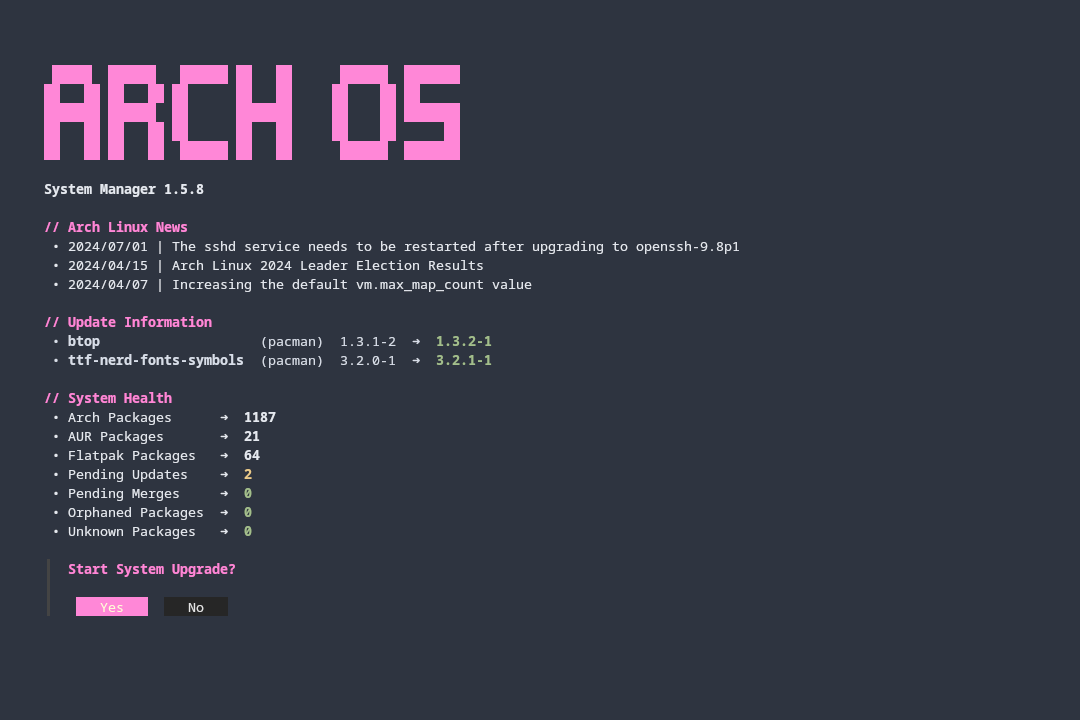 ARCH OS
System Manager 1.5.8
// Arch Linux News
• 2024/07/01 | The sshd service needs to be restarted after upgrading to openssh-9.8p1
• 2024/04/15 | Arch Linux 2024 Leader Election Results
• 2024/04/07 | Increasing the default vm.max_map_count value
// Update Information
• btop (pacman) 1.3.1-2 → 1.3.2-1
• ttf-nerd-fonts-symbols (pacman) 3.2.0-1 → 3.2.1-1
// System Health
• Arch Packages → 1187
• AUR Packages → 21
• Flatpak Packages → 64
• Pending Updates → 2
• Pending Merges → 0
• Orphaned Packages → 0
• Unknown Packages → 0
Start System Upgrade?
Yes No